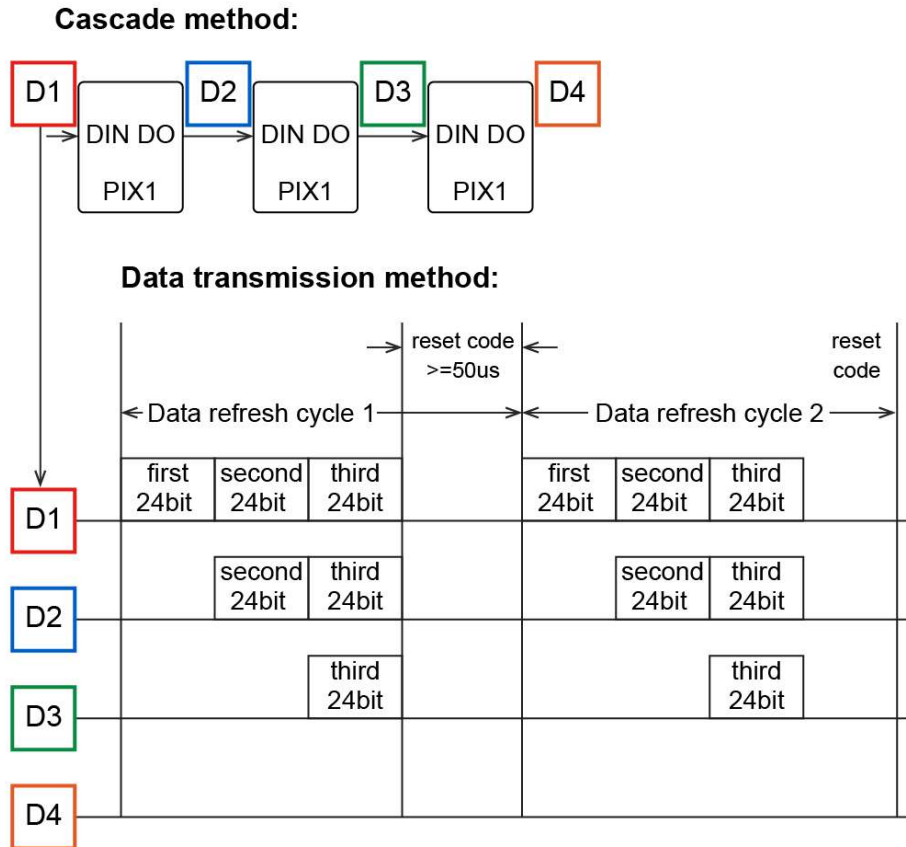 Cascade method:
D1
D2
D3
D4
DIN DO
DIN DO
DIN DO
PIX1
PIX1
PIX1
Data transmission method:
reset code
>=50us
reset
code
Data refresh cycle 1
Data refresh cycle 2
D1
first
24bit
second
24bit
third
24bit
first
24bit
second
24bit
third
24bit
D2
second
24bit
third
24bit
second
24bit
third
24bit
D3
third
24bit
third
24bit
D4